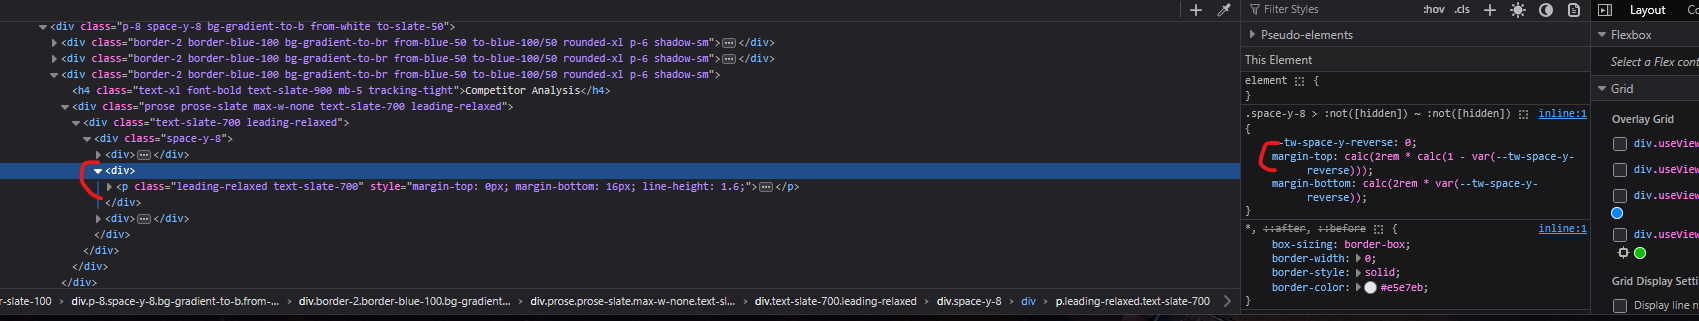 <div class="p-8 space-y-8 bg-gradient-to-b from-white to-slate-50">
<div class="border-2 border-blue-100 bg-gradient-to-br from-blue-50 to-blue-100/50 rounded-xl p-6 shadow-sm">…</div>
<div class="border-2 border-blue-100 bg-gradient-to-br from-blue-50 to-blue-100/50 rounded-xl p-6 shadow-sm">…</div>
<div class="border-2 border-blue-100 bg-gradient-to-br from-blue-50 to-blue-100/50 rounded-xl p-6 shadow-sm">
<h4 class="text-xl font-bold text-slate-900 mb-5 tracking-tight">Competitor Analysis</h4>
<div class="prose prose-slate max-w-none text-slate-700 leading-relaxed">
<div class="text-slate-700 leading-relaxed">
<div class="space-y-8">
<div>…</div>
<div>
<p class="leading-relaxed text-slate-700" style="margin-top: 0px; margin-bottom: 16px; line-height: 1.6;">…</p>
</div>
<div>…</div>
</div>
</div>
</div>
</div>
r-slate-100 > div.p-8.space-y-8.bg-gradient-to-b.from-… > div.border-2.border-blue-100.bg-gradient… > div.prose.prose-slate.max-w-none.text-sl… > div.text-slate-700.leading-relaxed > div.space-y-8 > div > p.leading-relaxed.text-slate-700
Filter Styles
:hov .cls
Pseudo-elements
This Element
element {
}
.space-y-8 > :not([hidden]) ~ :not([hidden]) inline:1
{
--tw-space-y-reverse: 0;
margin-top: calc(2rem * calc(1 - var(--tw-space-y-
reverse)));
margin-bottom: calc(2rem * var(--tw-space-y-
reverse));
}
*, ::after, ::before { inline:1
box-sizing: border-box;
border-width: 0;
border-style: solid;
border-color: #e5e7eb;
}
Layout Co
Flexbox
Select a Flex cont
Grid
Overlay Grid
div.useView
div.useView
div.useView
div.useView
Grid Display Setti
Display line n